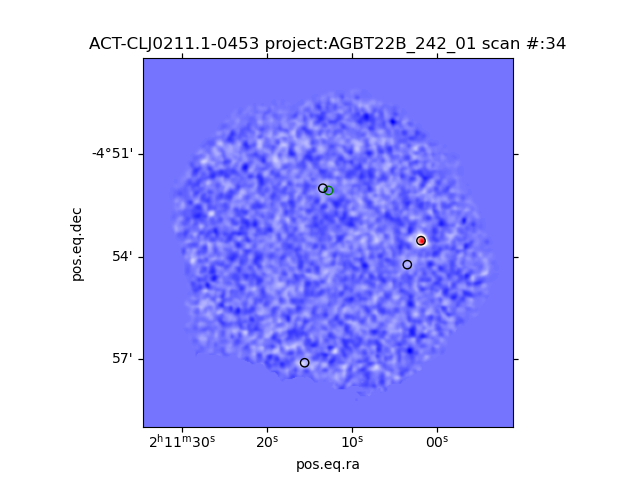 ACT-CLJ0211.1-0453 project:AGBT22B_242_01 scan #:34
-4°51'
54'
57'
pos.eq.dec
2ʰ11ᵐ30ˢ 20ˢ 10ˢ 00ˢ
pos.eq.ra